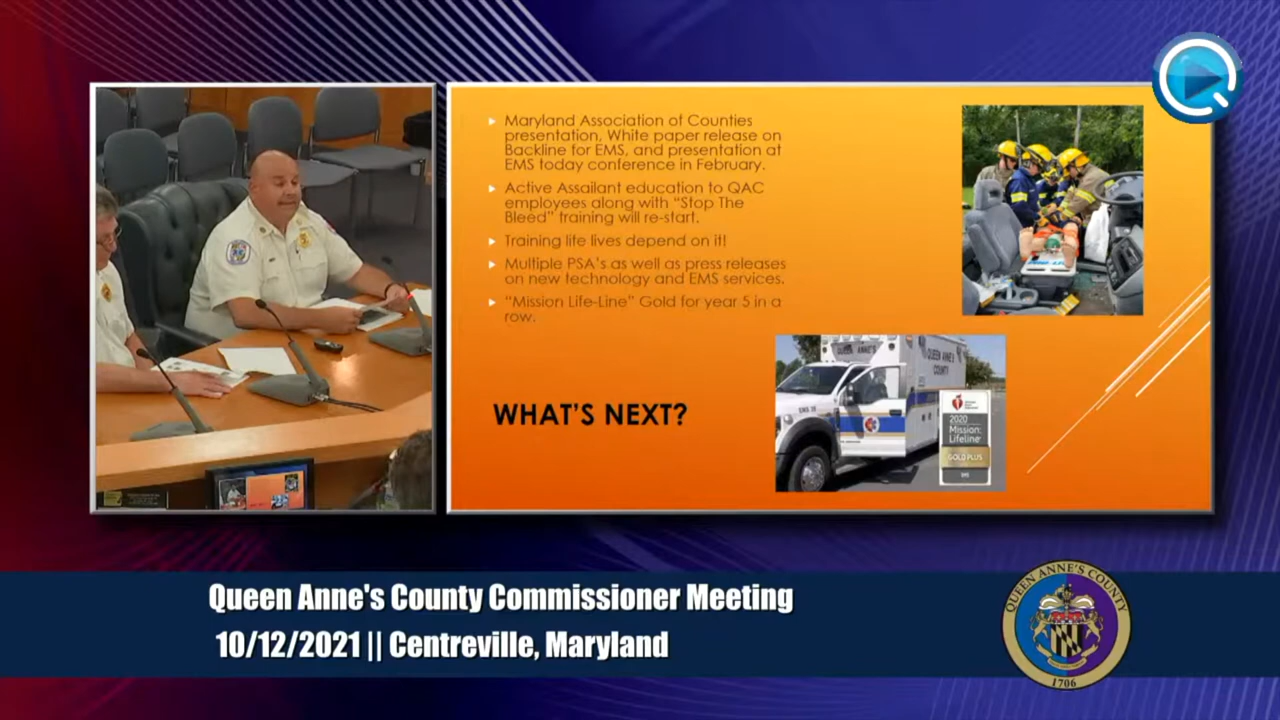 Maryland Association of Counties
presentation, White paper release on
Backline for EMS, and presentation at
EMS today conference in February.
Active Assailant education to QAC
employees along with “Stop The
Bleed” training will re-start.
Training life lives depend on it!
Multiple PSA's as well as press releases
on new technology and EMS services.
“Mission Life-Line” Gold for year 5 in a
row.
WHAT'S NEXT?
QUEEN ANNE'S
QUEEN ANNE'S
COUNTY
2020
Mission:
Lifeline
GOLD PLUS
EMS
Queen Anne's County Commissioner Meeting
10/12/2021 || Centreville, Maryland
QUEEN ANNE'S COUNTY
1706